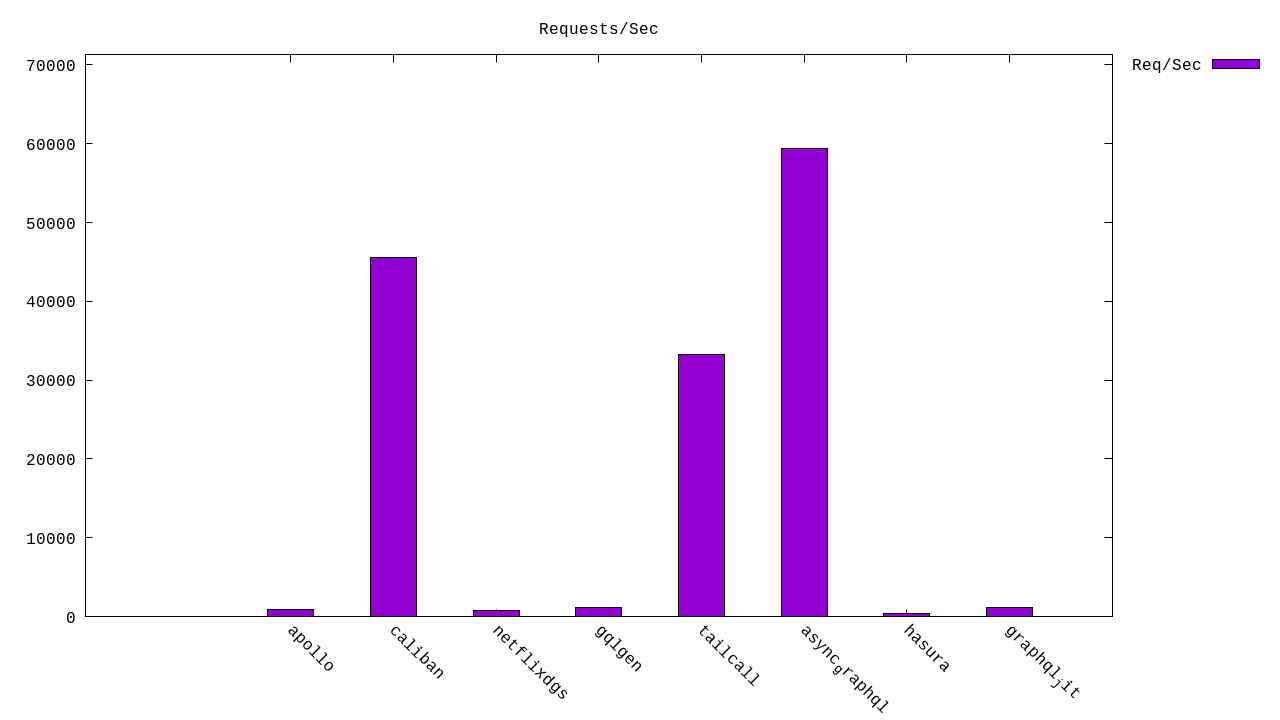 Requests/Sec
Req/Sec
70000
60000
50000
40000
30000
20000
10000
0
apollo
caliban
netflixdgs
gqlgen
tailcall
async_graphql
hasura
graphql_jit